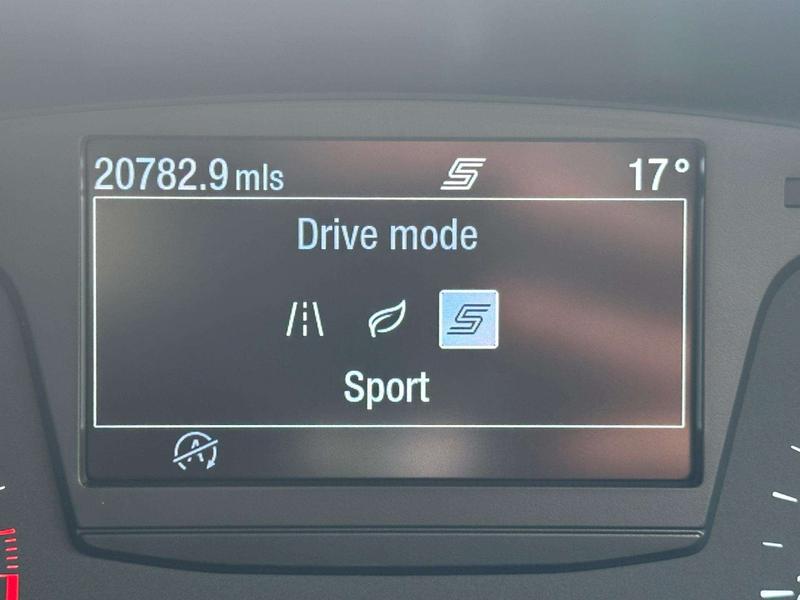 20782.9 mls S 17°
Drive mode
S
Sport
A